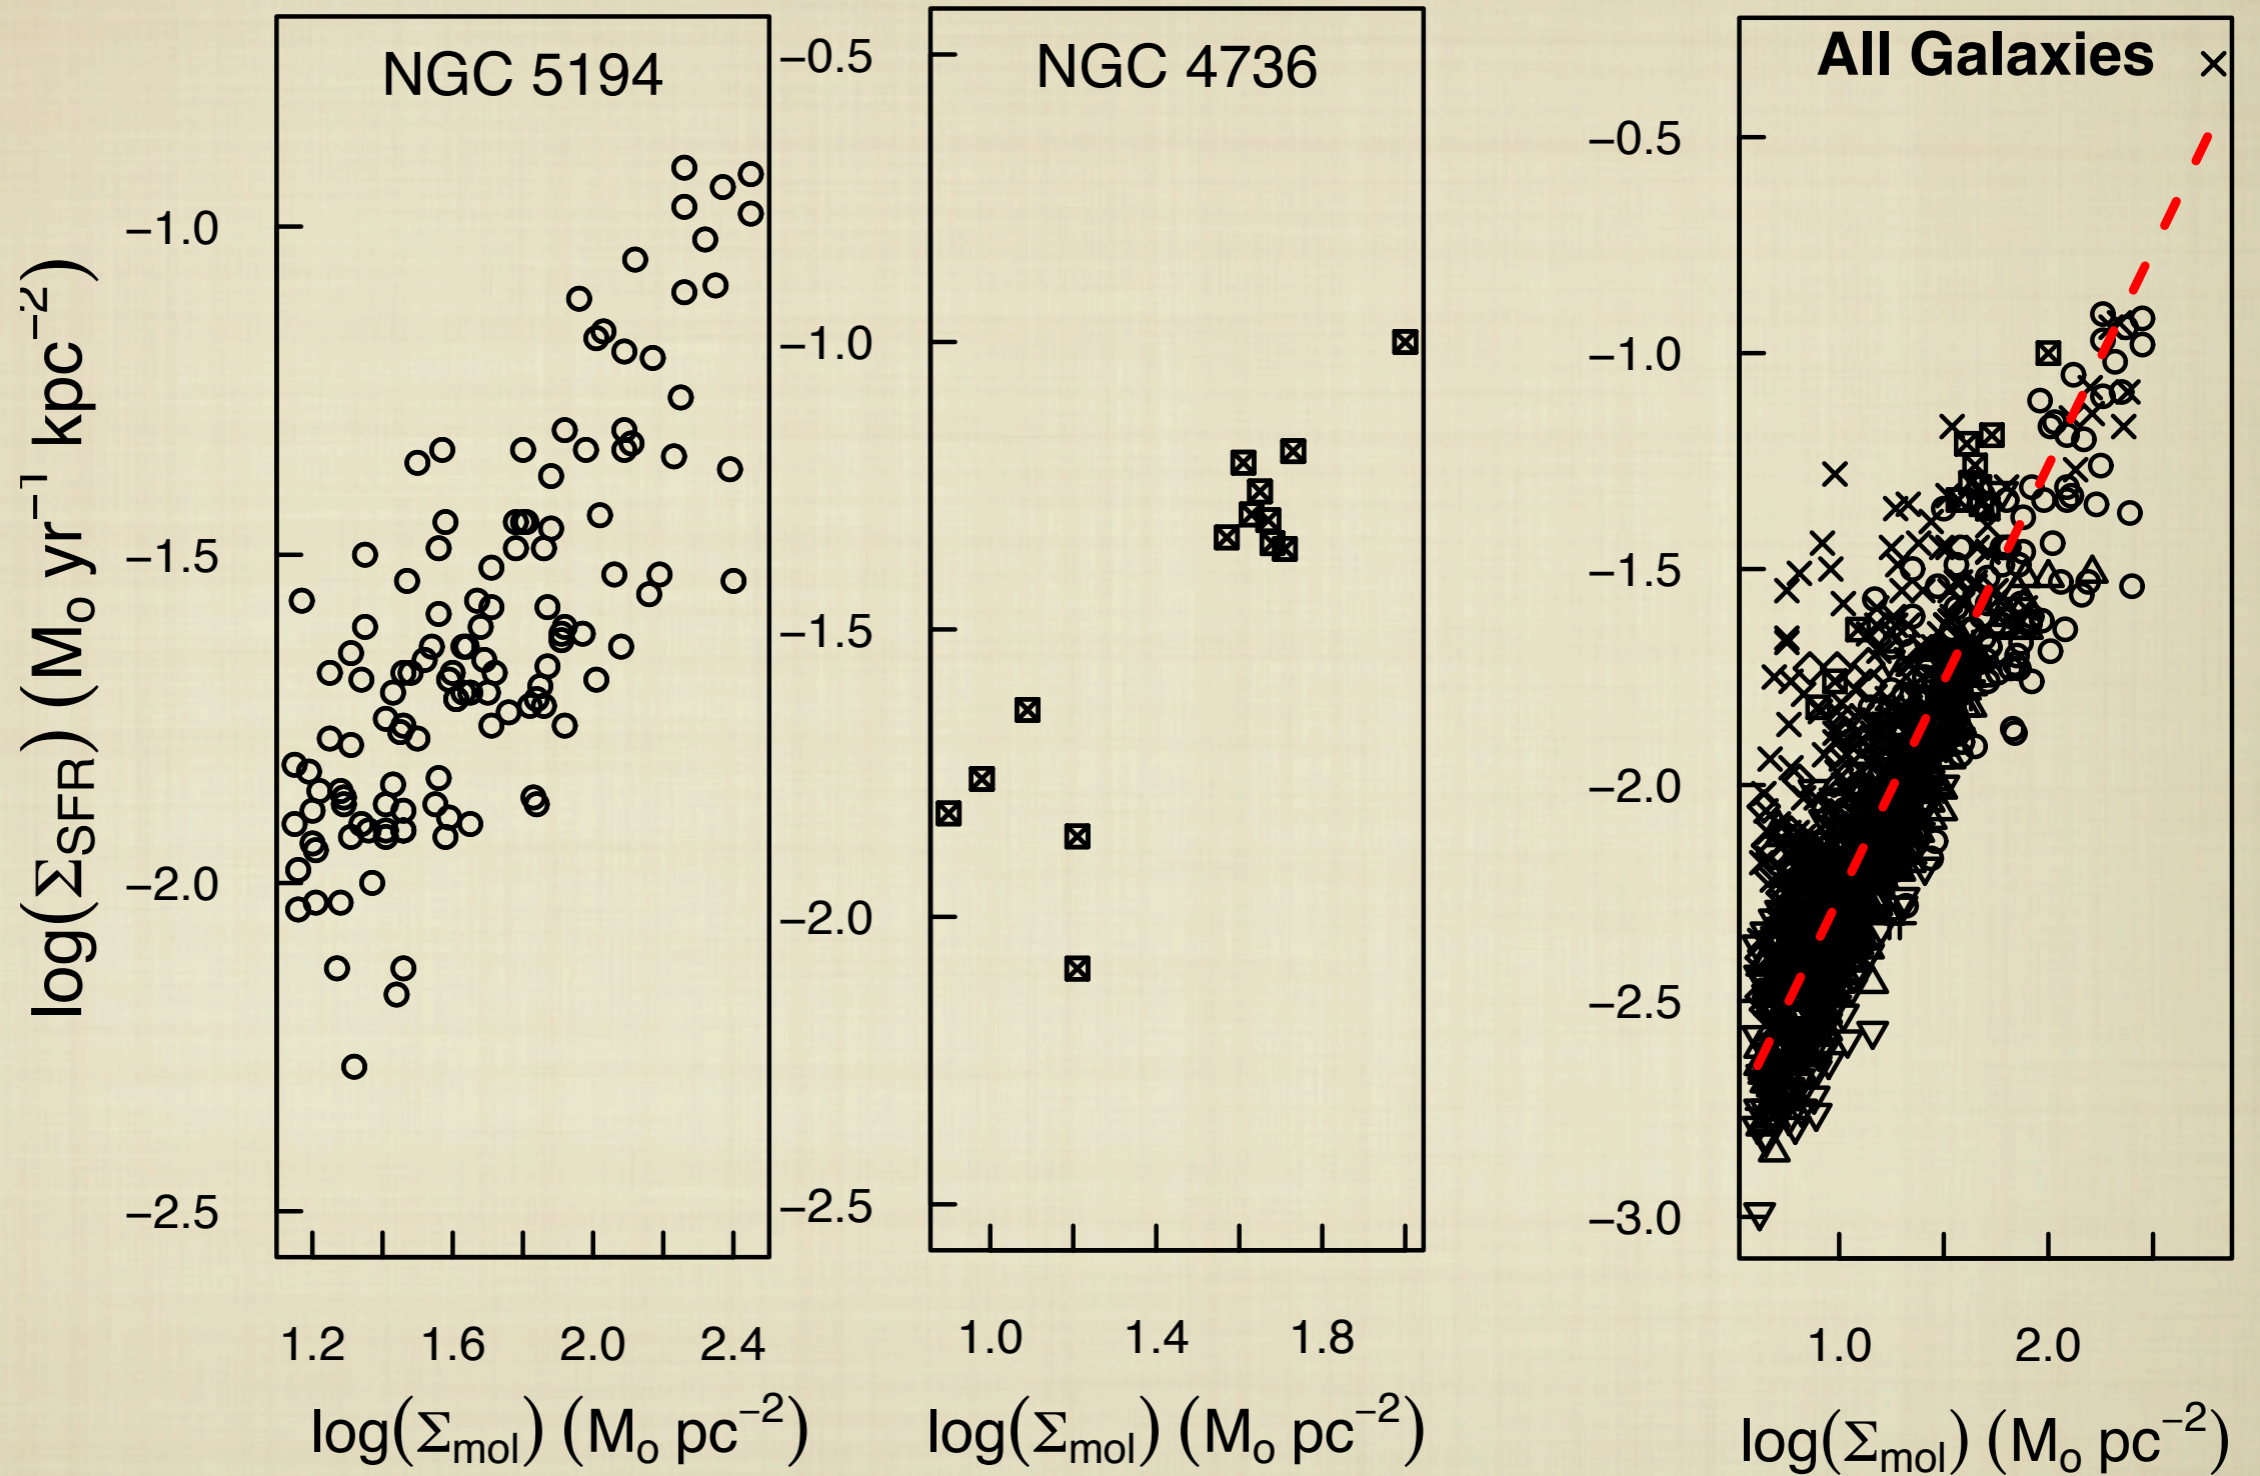 NGC 5194
NGC 4736
All Galaxies
log(ΣSFR) (Mo yr−1 kpc−2)
−1.0
−1.5
−2.0
−2.5
1.2 1.6 2.0 2.4
log(Σmol) (Mo pc−2)
−0.5
−1.0
−1.5
−2.0
−2.5
1.0 1.4 1.8
log(Σmol) (Mo pc−2)
−0.5
−1.0
−1.5
−2.0
−2.5
−3.0
1.0 2.0
log(Σmol) (Mo pc−2)